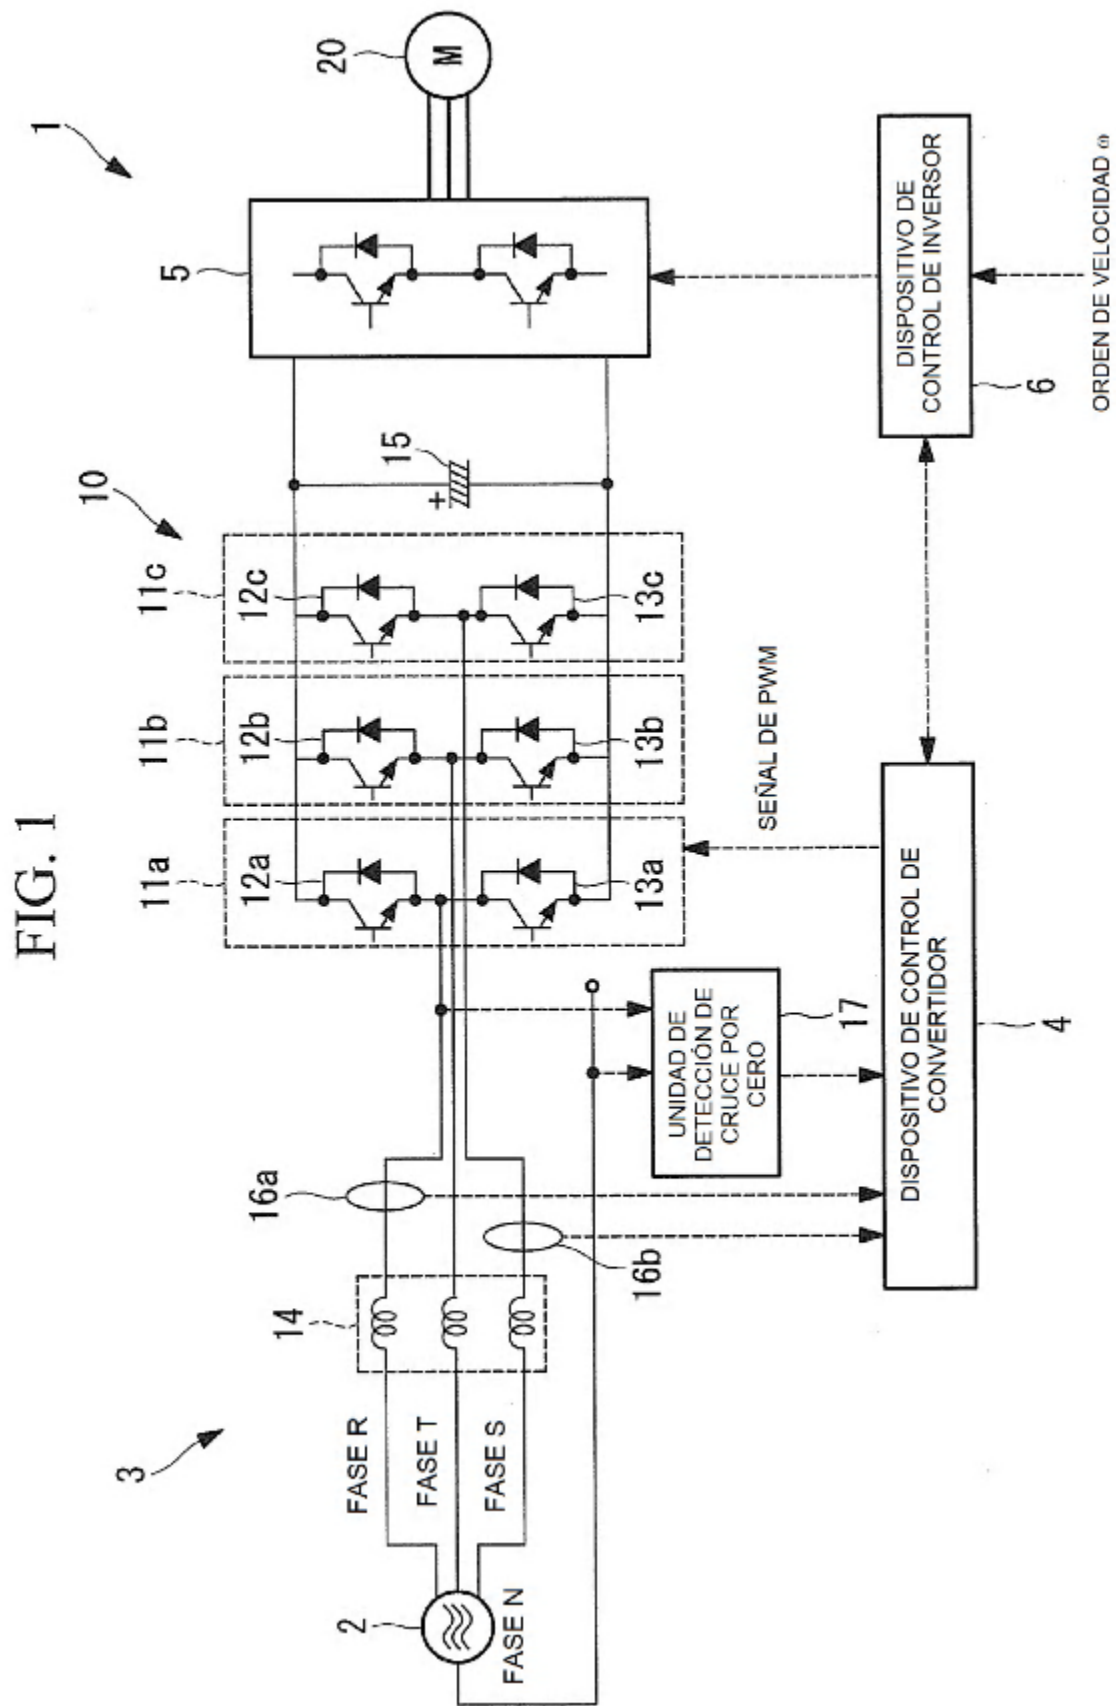 FIG. 1
1
3
10
11a
11b
11c
5
20
12a
12b
12c
14
16a
15
+
M
FASE R
FASE T
FASE S
2
FASE N
16b
13a
13b
13c
UNIDAD DE
DETECCIÓN DE
CRUCE POR
CERO
17
SEÑAL DE PWM
DISPOSITIVO DE CONTROL DE
CONVERTIDOR
4
DISPOSITIVO DE
CONTROL DE INVERSOR
6
ORDEN DE VELOCIDAD ω